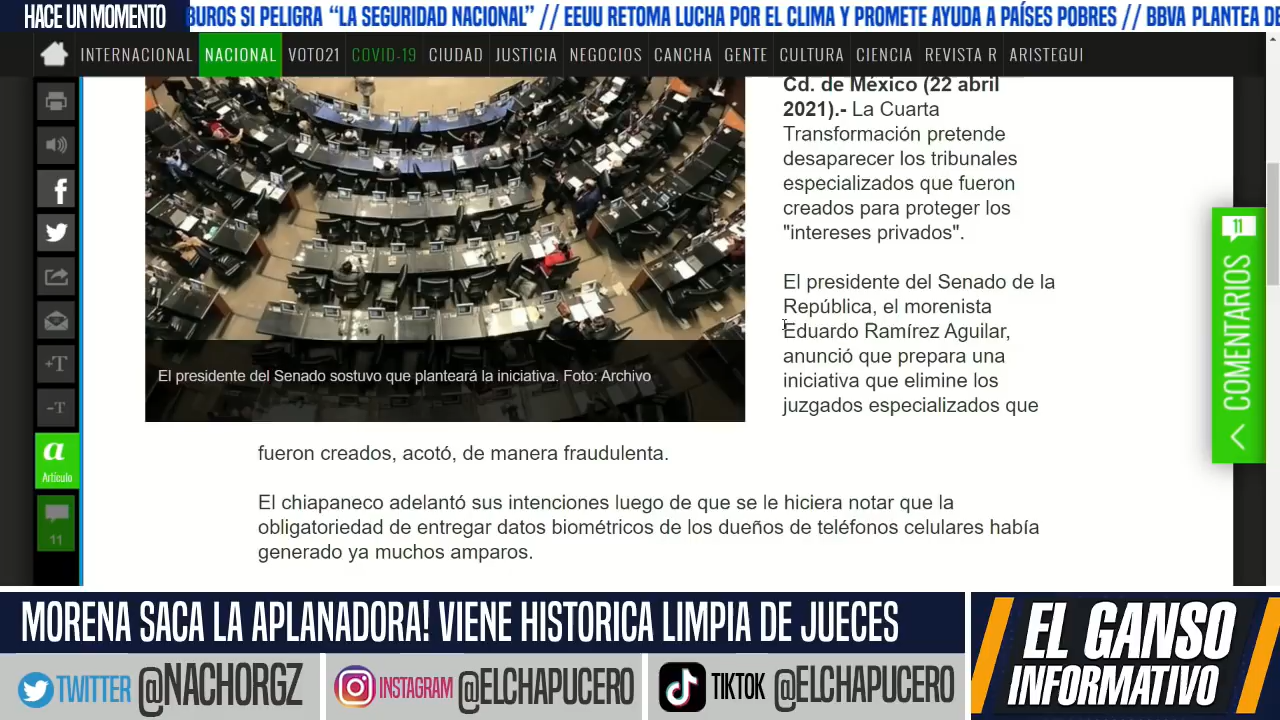 HACE UN MOMENTO
BUROS SI PELIGRA “LA SEGURIDAD NACIONAL” // EEUU RETOMA LUCHA POR EL CLIMA Y PROMETE AYUDA A PAÍSES POBRES // BBVA PLANTEA DE
INTERNACIONAL NACIONAL VOTO21 COVID-19 CIUDAD JUSTICIA NEGOCIOS CANCHA GENTE CULTURA CIENCIA REVISTA R ARISTEGUI
Cd. de México (22 abril
2021).- La Cuarta
Transformación pretende
desaparecer los tribunales
especializados que fueron
creados para proteger los
"intereses privados".
El presidente del Senado de la
República, el morenista
Eduardo Ramírez Aguilar,
anunció que prepara una
iniciativa que elimine los
juzgados especializados que
fueron creados, acotó, de manera fraudulenta.
El chiapaneco adelantó sus intenciones luego de que se le hiciera notar que la
obligatoriedad de entregar datos biométricos de los dueños de teléfonos celulares había
generado ya muchos amparos.
El presidente del Senado sostuvo que planteará la iniciativa. Foto: Archivo
+T
-T
a
Artículo
11
11
COMENTARIOS
MORENA SACA LA APLANADORA! VIENE HISTORICA LIMPIA DE JUECES
TWITTER @NACHORGZ
INSTAGRAM @ELCHAPUCERO
TIKTOK @ELCHAPUCERO
EL GANSO
INFORMATIVO